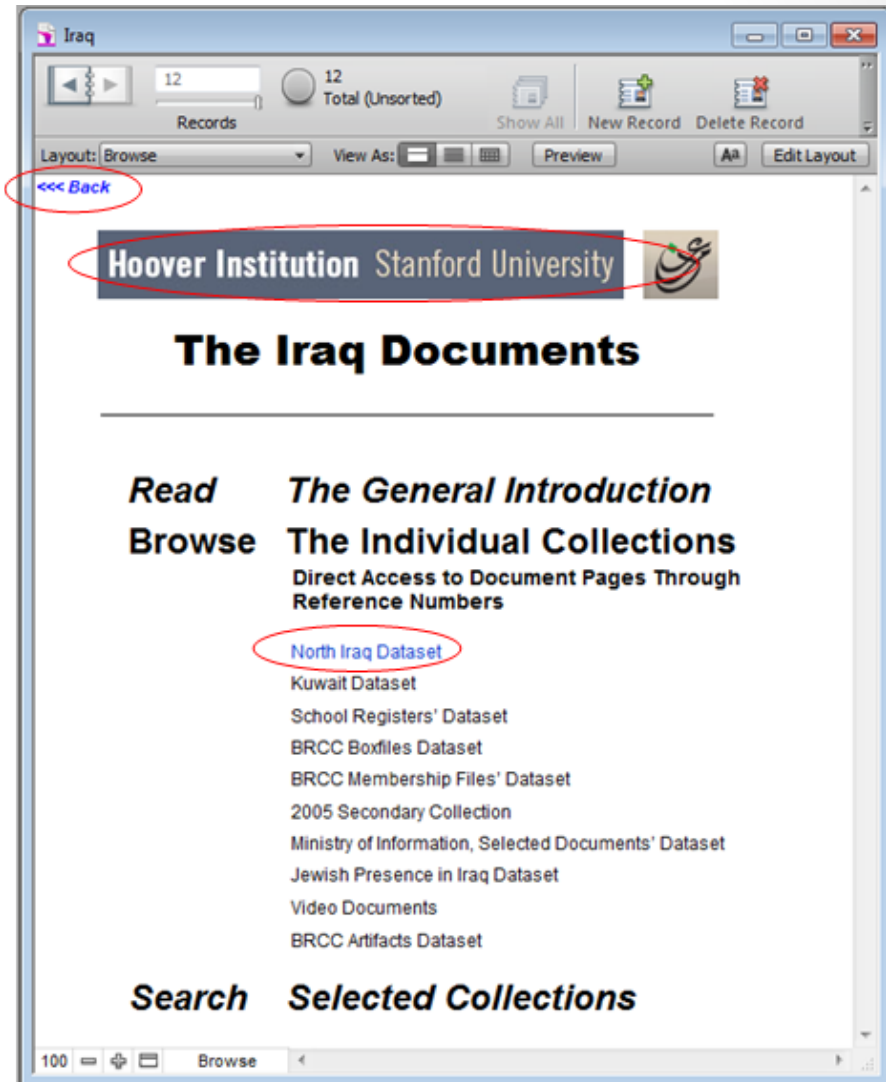 Iraq
12
12
Total (Unsorted)
Records
Show All
New Record
Delete Record
Layout: Browse
View As:
Preview
Aa
Edit Layout
<<< Back
Hoover Institution Stanford University
The Iraq Documents
Read The General Introduction
Browse The Individual Collections
Direct Access to Document Pages Through
Reference Numbers
North Iraq Dataset
Kuwait Dataset
School Registers' Dataset
BRCC Boxfiles Dataset
BRCC Membership Files' Dataset
2005 Secondary Collection
Ministry of Information, Selected Documents' Dataset
Jewish Presence in Iraq Dataset
Video Documents
BRCC Artifacts Dataset
Search Selected Collections
100
Browse